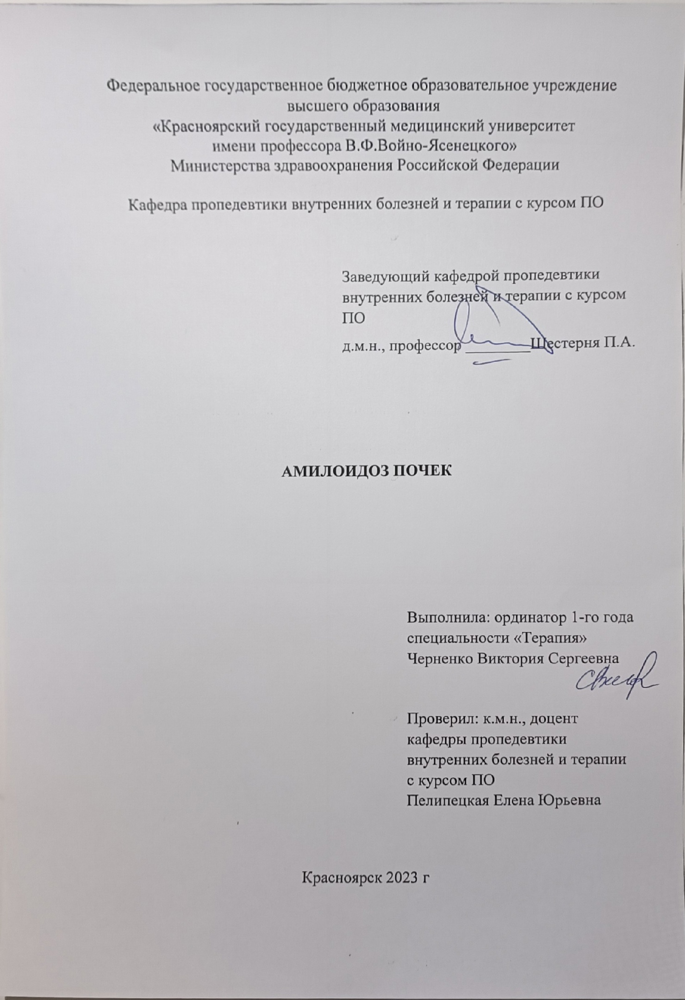 Федеральное государственное бюджетное образовательное учреждение
высшего образования
«Красноярский государственный медицинский университет
имени профессора В.Ф.Войно-Ясенецкого»
Министерства здравоохранения Российской Федерации
Кафедра пропедевтики внутренних болезней и терапии с курсом ПО
Заведующий кафедрой пропедевтики
внутренних болезней и терапии с курсом
ПО
д.м.н., профессор ________Шестерня П.А.
АМИЛОИДОЗ ПОЧЕК
Выполнила: ординатор 1-го года
специальности «Терапия»
Черненко Виктория Сергеевна
Проверил: к.м.н., доцент
кафедры пропедевтики
внутренних болезней и терапии
с курсом ПО
Пелипецкая Елена Юрьевна
Красноярск 2023 г